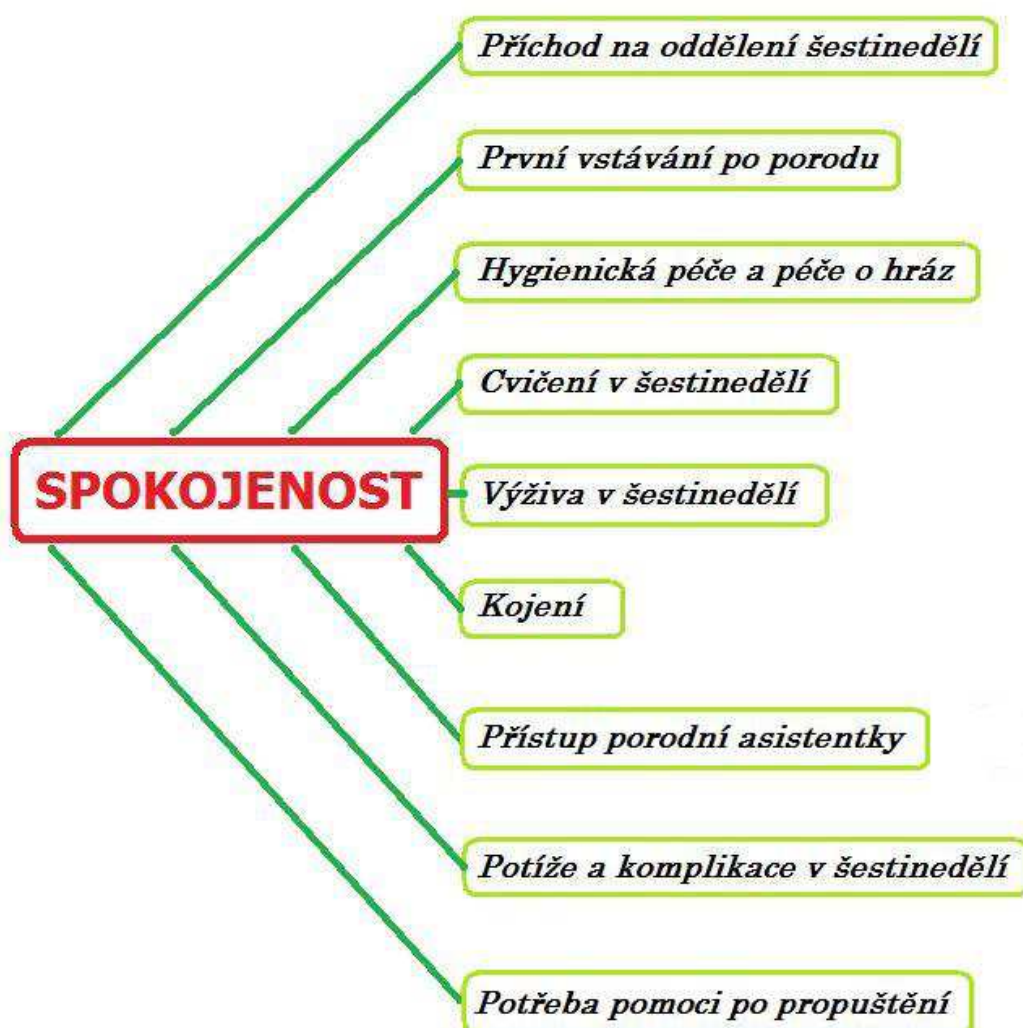 Příchod na oddělení šestinedělí
První vstávání po porodu
Hygienická péče a péče o hráz
Cvičení v šestinedělí
SPOKOJENOST
Výživa v šestinedělí
Kojení
Přístup porodní asistentky
Potíže a komplikace v šestinedělí
Potřeba pomoci po propuštění